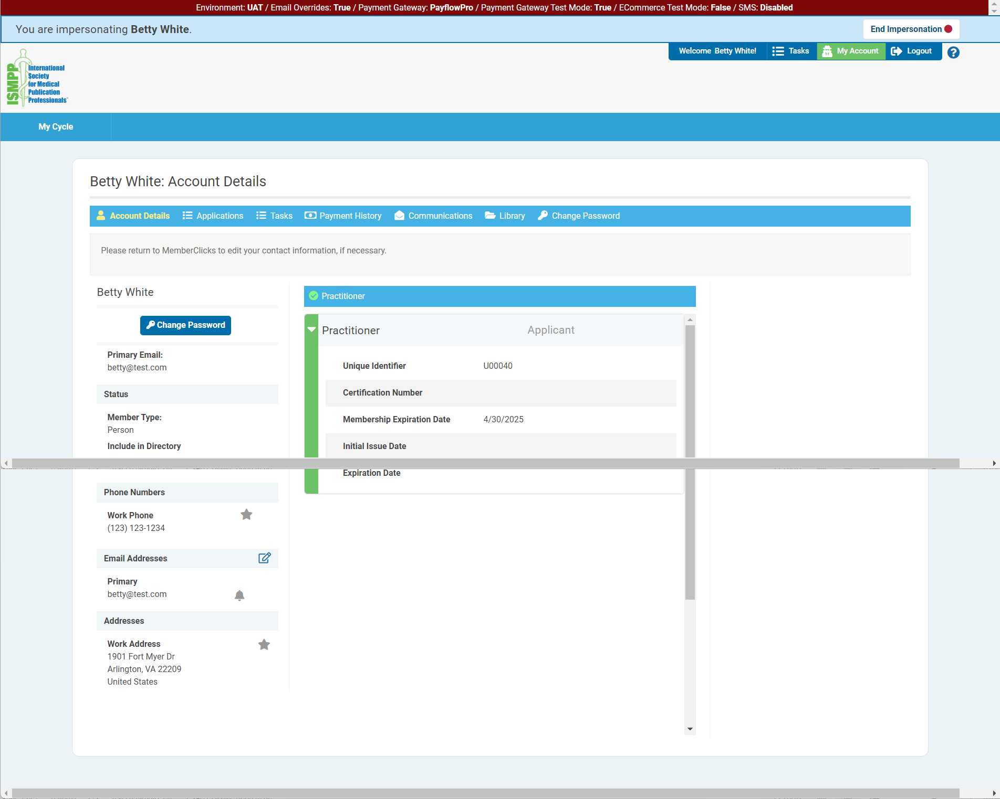 Environment: UAT / Email Overrides: True / Payment Gateway: PayflowPro / Payment Gateway Test Mode: True / ECommerce Test Mode: False / SMS: Disabled
You are impersonating Betty White.
End Impersonation
Welcome Betty White!
Tasks
My Account
Logout
ISMPP
International
Society
for Medical
Publication
Professionals
My Cycle
Betty White: Account Details
Account Details
Applications
Tasks
Payment History
Communications
Library
Change Password
Please return to MemberClicks to edit your contact information, if necessary.
Betty White
Change Password
Primary Email:
betty@test.com
Status
Member Type:
Person
Include in Directory
Phone Numbers
Work Phone
(123) 123-1234
Email Addresses
Primary
betty@test.com
Addresses
Work Address
1901 Fort Myer Dr
Arlington, VA 22209
United States
Practitioner
Practitioner Applicant
Unique Identifier U00040
Certification Number
Membership Expiration Date 4/30/2025
Initial Issue Date
Expiration Date